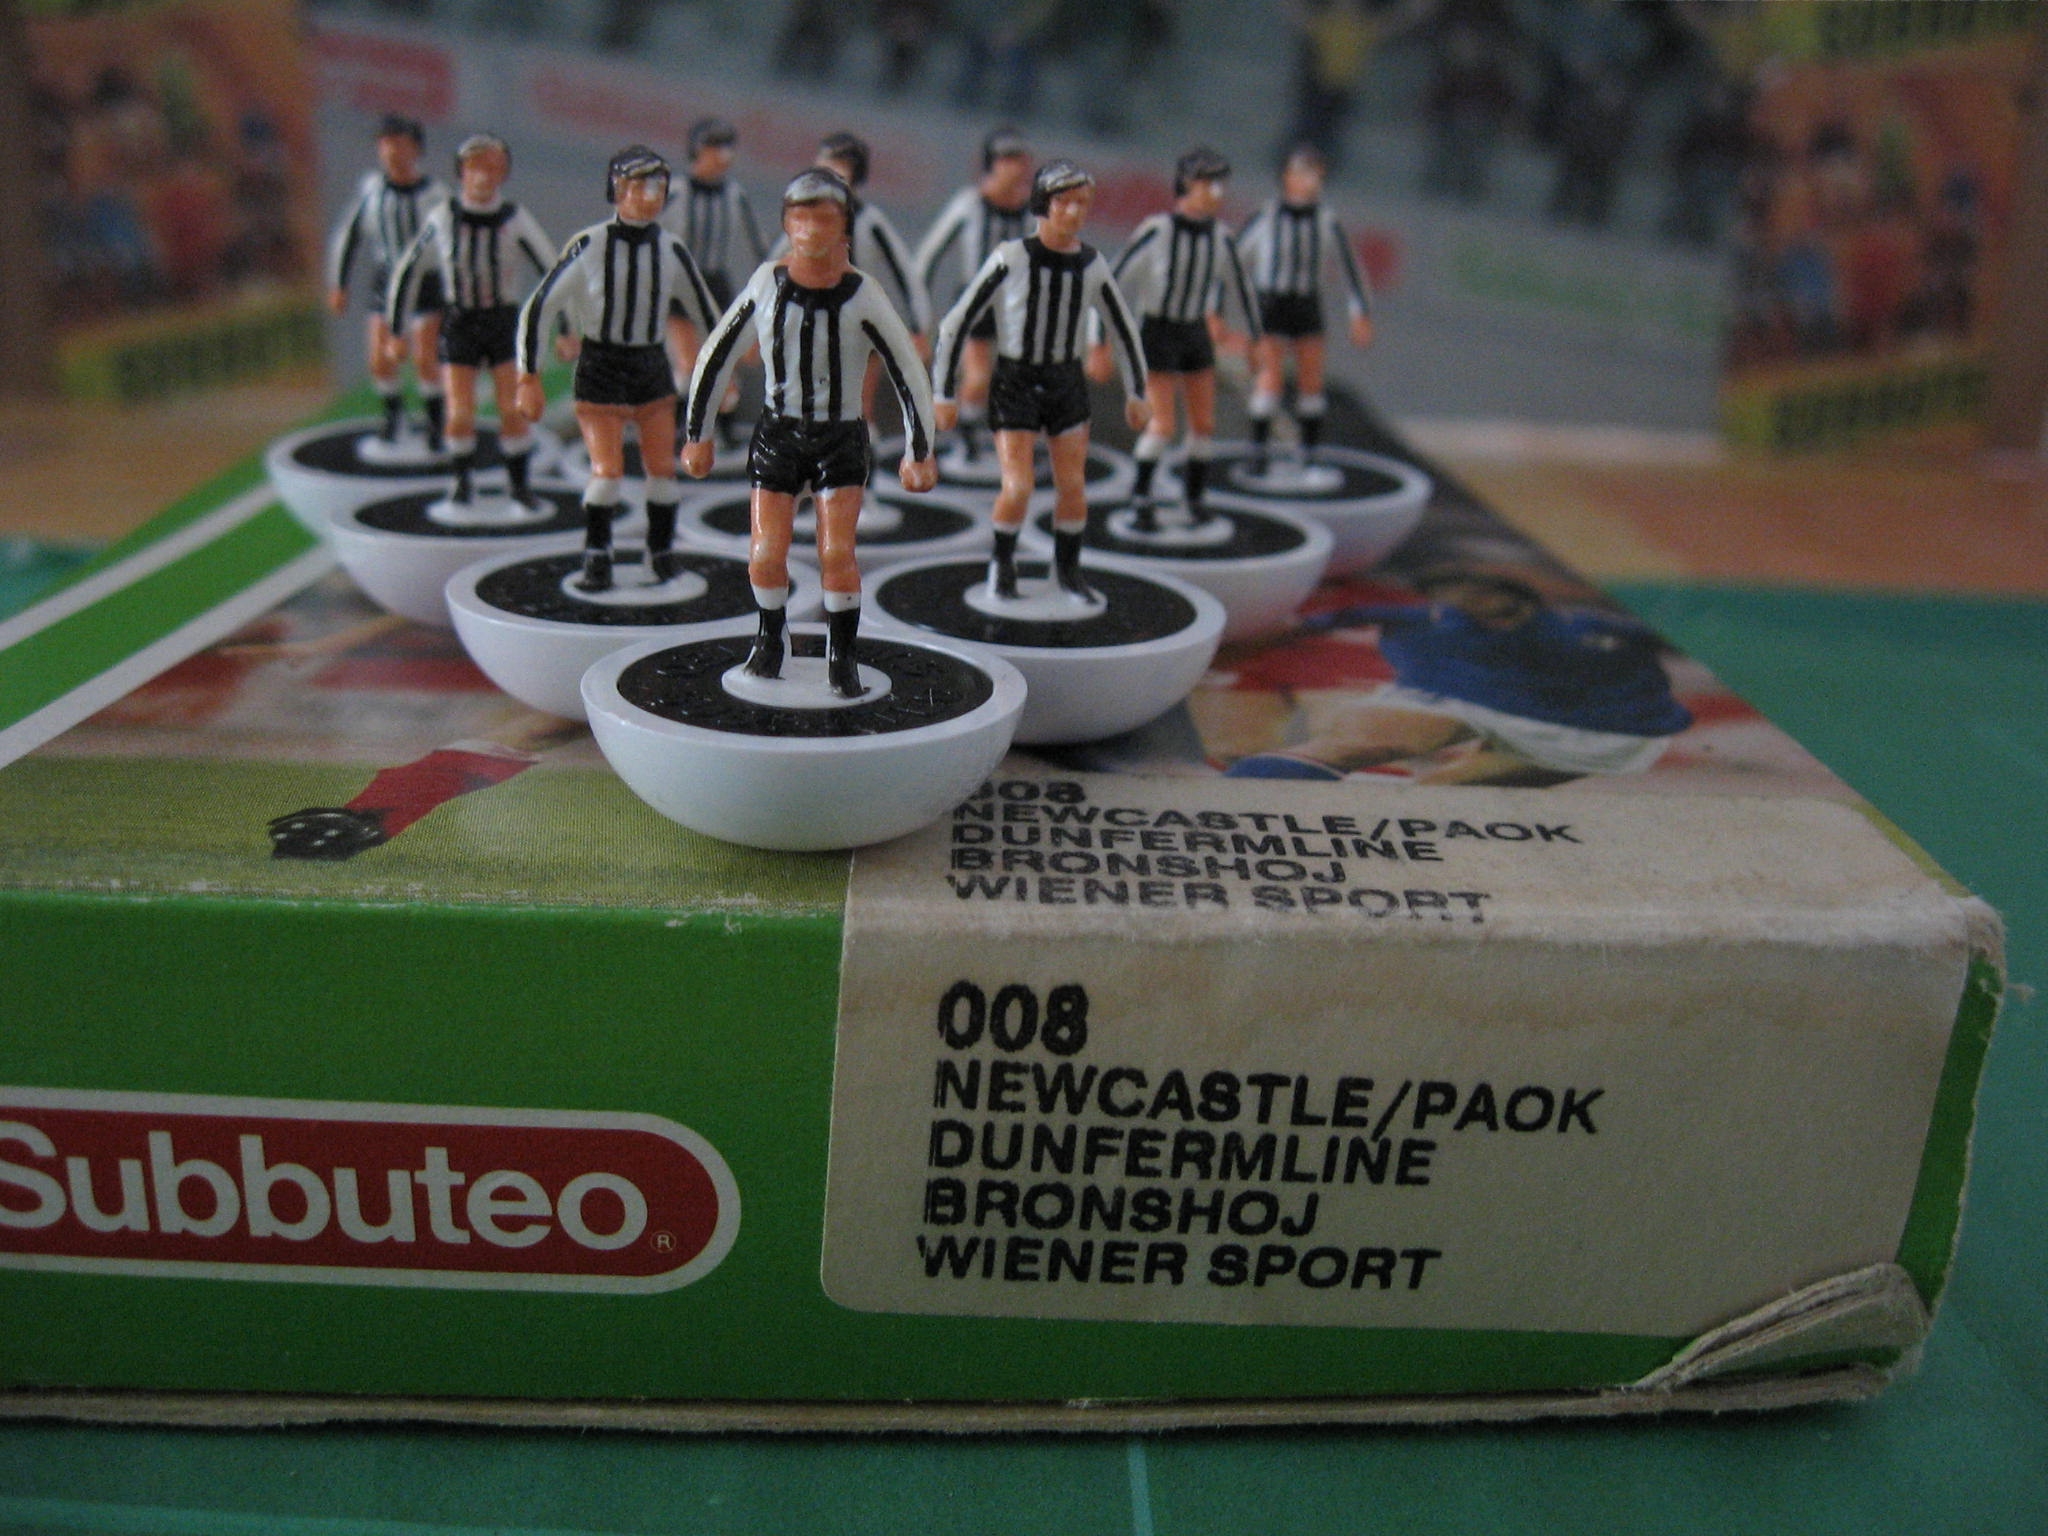 008
NEWCASTLE/PAOK
DUNFERMLINE
BRONSHOJ
WIENER SPORT
008
NEWCASTLE/PAOK
DUNFERMLINE
BRONSHOJ
WIENER SPORT
Subbuteo ®